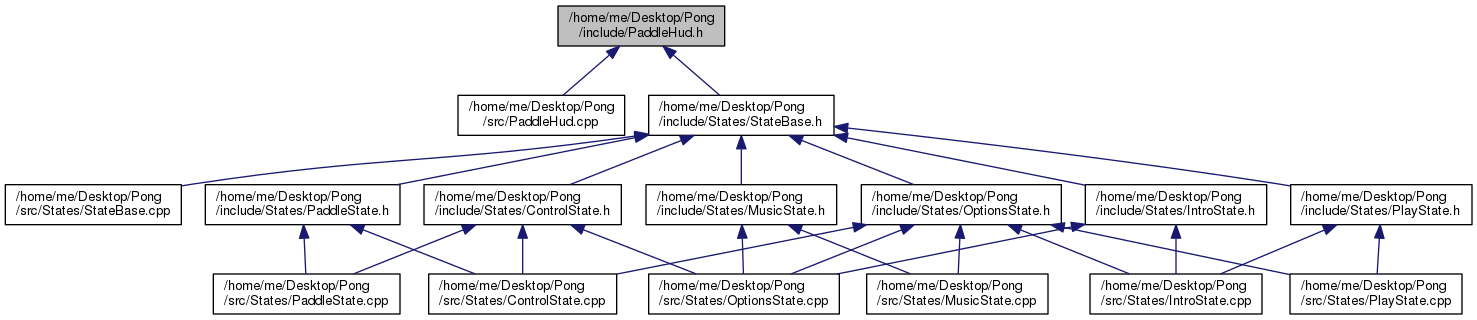 /home/me/Desktop/Pong
/include/PaddleHud.h
/home/me/Desktop/Pong
/src/PaddleHud.cpp
/home/me/Desktop/Pong
/include/States/StateBase.h
/home/me/Desktop/Pong
/src/States/StateBase.cpp
/home/me/Desktop/Pong
/include/States/PaddleState.h
/home/me/Desktop/Pong
/include/States/ControlState.h
/home/me/Desktop/Pong
/include/States/MusicState.h
/home/me/Desktop/Pong
/include/States/OptionsState.h
/home/me/Desktop/Pong
/include/States/IntroState.h
/home/me/Desktop/Pong
/include/States/PlayState.h
/home/me/Desktop/Pong
/src/States/PaddleState.cpp
/home/me/Desktop/Pong
/src/States/ControlState.cpp
/home/me/Desktop/Pong
/src/States/OptionsState.cpp
/home/me/Desktop/Pong
/src/States/MusicState.cpp
/home/me/Desktop/Pong
/src/States/IntroState.cpp
/home/me/Desktop/Pong
/src/States/PlayState.cpp